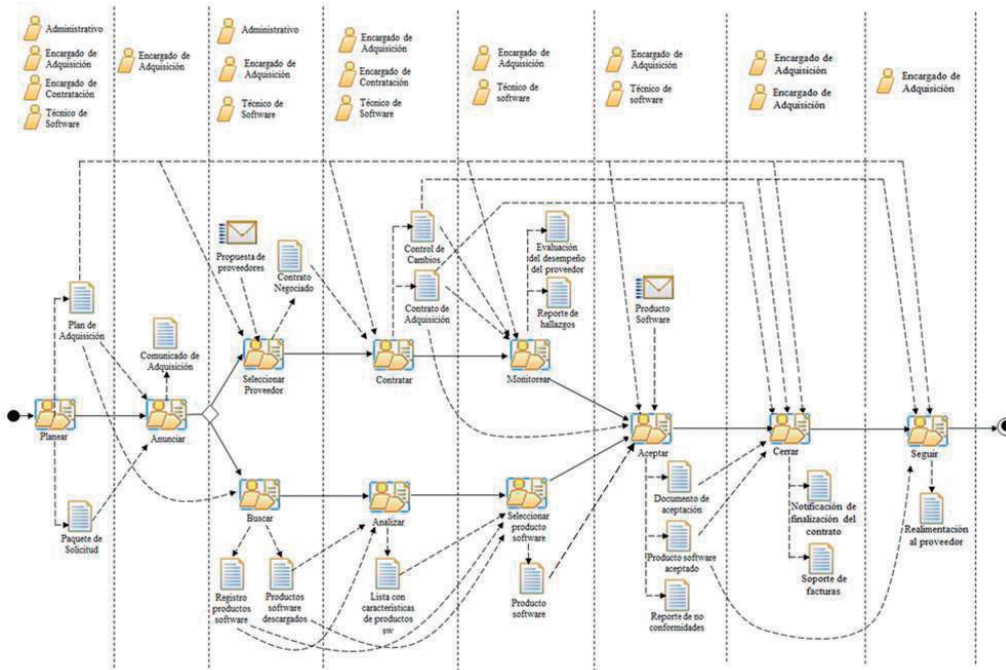 Administrativo
Encargado de
Adquisición
Encargado de
Contratación
Técnico de
Software
Encargado de
Adquisición
Administrativo
Encargado de
Adquisición
Técnico de
Software
Encargado de
Adquisición
Encargado de
Contratación
Técnico de
Software
Encargado de
Adquisición
Técnico de
software
Encargado de
Adquisición
Técnico de
software
Encargado de
Adquisición
Encargado de
Adquisición
Encargado de
Adquisición
Propuesta de
proveedores
Contrato
Negociado
Control de
Cambios
Contrato de
Adquisición
Evaluación
del desempeño
del proveedor
Reporte de
hallazgos
Producto
Software
Plan de
Adquisición
Comunicado de
Adquisición
Seleccionar
Proveedor
Contratar
Monitorear
Planear
Anunciar
Aceptar
Cerrar
Seguir
Paquete de
Solicitud
Buscar
Analizar
Seleccionar
producto
software
Registro
productos
software
Productos
software
descargados
Lista con
características
de productos
sw
Producto
software
Documento de
aceptación
Producto software
aceptado
Reporte de no
conformidades
Notificación de
finalización del
contrato
Soporte de
facturas
Realimentación
al proveedor